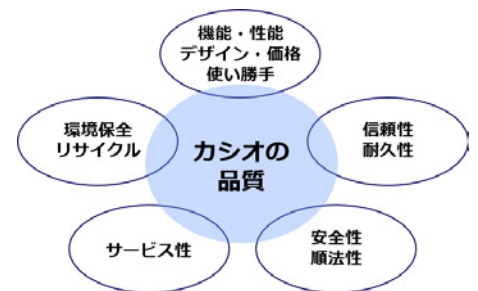 機能・性能
デザイン・価格
使い勝手
環境保全
リサイクル
カシオの
品質
信頼性
耐久性
サービス性
安全性
順法性